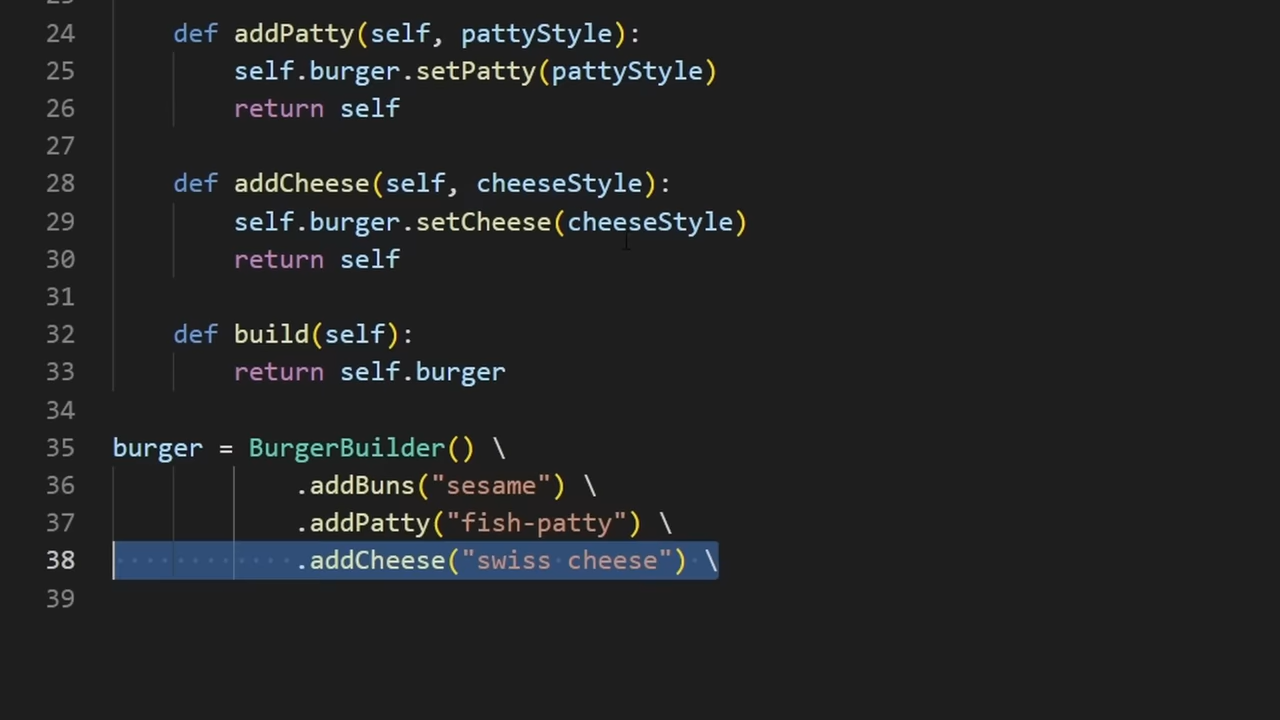 23
24 def addPatty(self, pattyStyle):
25 self.burger.setPatty(pattyStyle)
26 return self
27
28 def addCheese(self, cheeseStyle):
29 self.burger.setCheese(cheeseStyle)
30 return self
31
32 def build(self):
33 return self.burger
34
35 burger = BurgerBuilder() \
36 .addBuns("sesame") \
37 .addPatty("fish-patty") \
38 .addCheese("swiss cheese") \
39